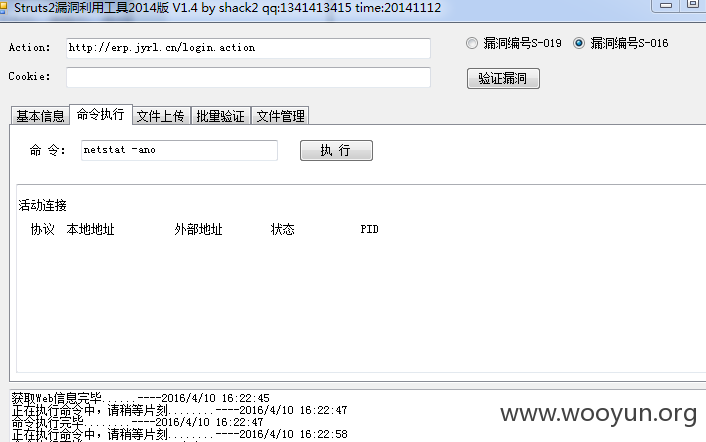 Struts2漏洞利用工具2014版 V1.4 by shack2 qq:1341413415 time:20141112
Action: http://erp.jyrl.cn/login.action 漏洞编号S-019 漏洞编号S-016
Cookie: 验证漏洞
基本信息 命令执行 文件上传 批量验证 文件管理
命 令: netstat -ano 执 行
活动连接
协议 本地地址 外部地址 状态 PID
获取Web信息完毕......----2016/4/10 16:22:45
正在执行命令中，请稍等片刻........----2016/4/10 16:22:47
命令执行完毕........----2016/4/10 16:22:47
正在执行命令中，请稍等片刻........----2016/4/10 16:22:58
www.wooyun.org